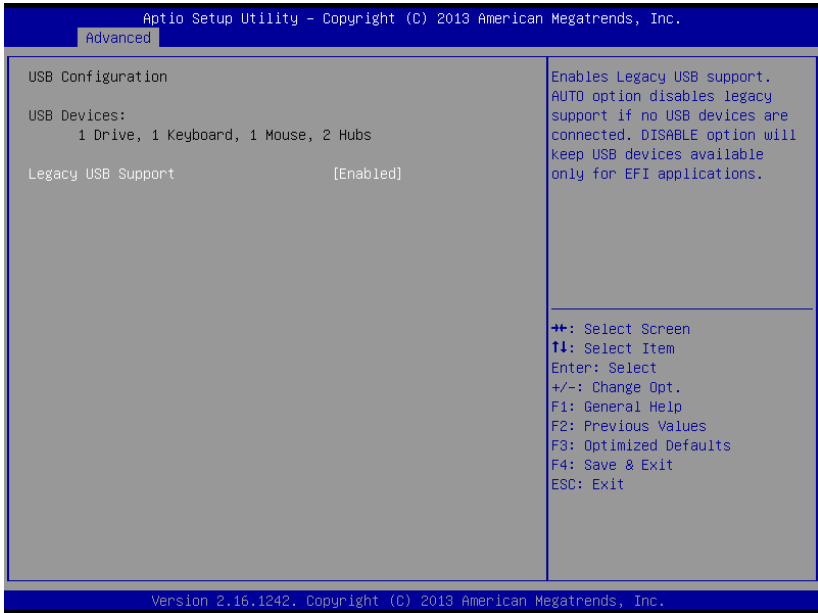 Aptio Setup Utility – Copyright (C) 2013 American Megatrends, Inc.
Advanced
USB Configuration
USB Devices:
1 Drive, 1 Keyboard, 1 Mouse, 2 Hubs
Legacy USB Support [Enabled]
Enables Legacy USB support.
AUTO option disables legacy
support if no USB devices are
connected. DISABLE option will
keep USB devices available
only for EFI applications.
→←: Select Screen
↑↓: Select Item
Enter: Select
+/-: Change Opt.
F1: General Help
F2: Previous Values
F3: Optimized Defaults
F4: Save & Exit
ESC: Exit
Version 2.16.1242. Copyright (C) 2013 American Megatrends, Inc.